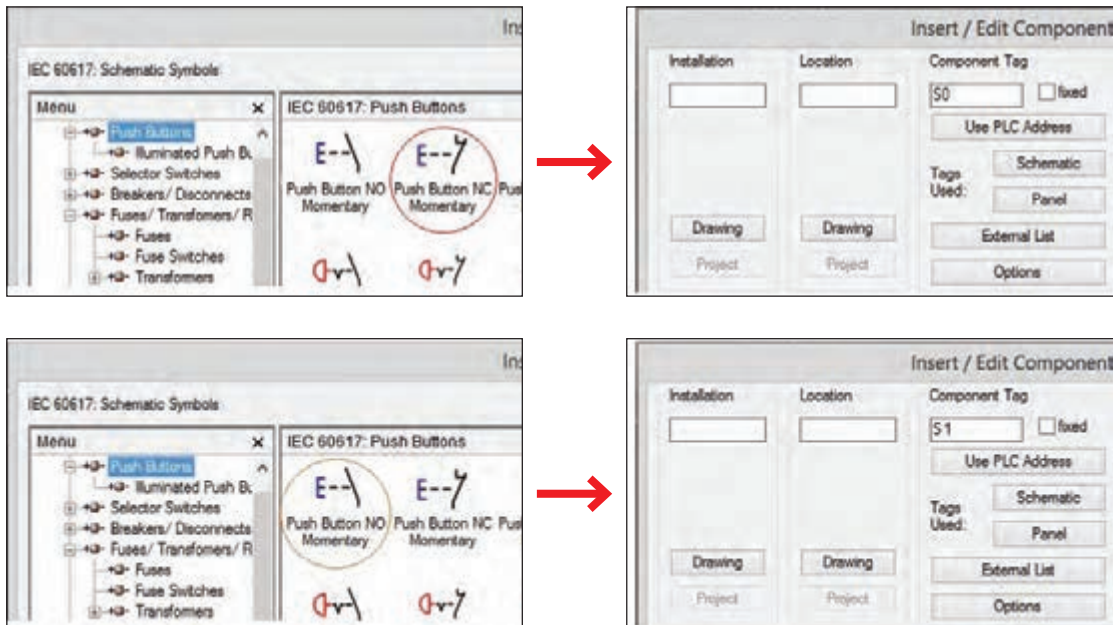 Ins
IEC 60617: Schematic Symbols
Menu x
IEC 60617: Push Buttons
Push Buttons
Illuminated Push Bu
Selector Switches
Breakers/ Disconnects
Fuses/ Transfomers/ R
Fuses
Fuse Switches
Transformers
E
E
Push Button NO
Momentary
Push Button NC
Momentary
Pus
Insert / Edit Component
Installation
Location
Component Tag
S0
fixed
Use PLC Address
Tags
Used:
Schematic
Panel
Drawing
Drawing
External List
Project
Project
Options
Ins
IEC 60617: Schematic Symbols
Menu x
IEC 60617: Push Buttons
Push Buttons
Illuminated Push Bu
Selector Switches
Breakers/ Disconnects
Fuses/ Transfomers/ R
Fuses
Fuse Switches
Transformers
E
E
Push Button NO
Momentary
Push Button NC
Momentary
Pus
Insert / Edit Component
Installation
Location
Component Tag
S1
fixed
Use PLC Address
Tags
Used:
Schematic
Panel
Drawing
Drawing
External List
Project
Project
Options